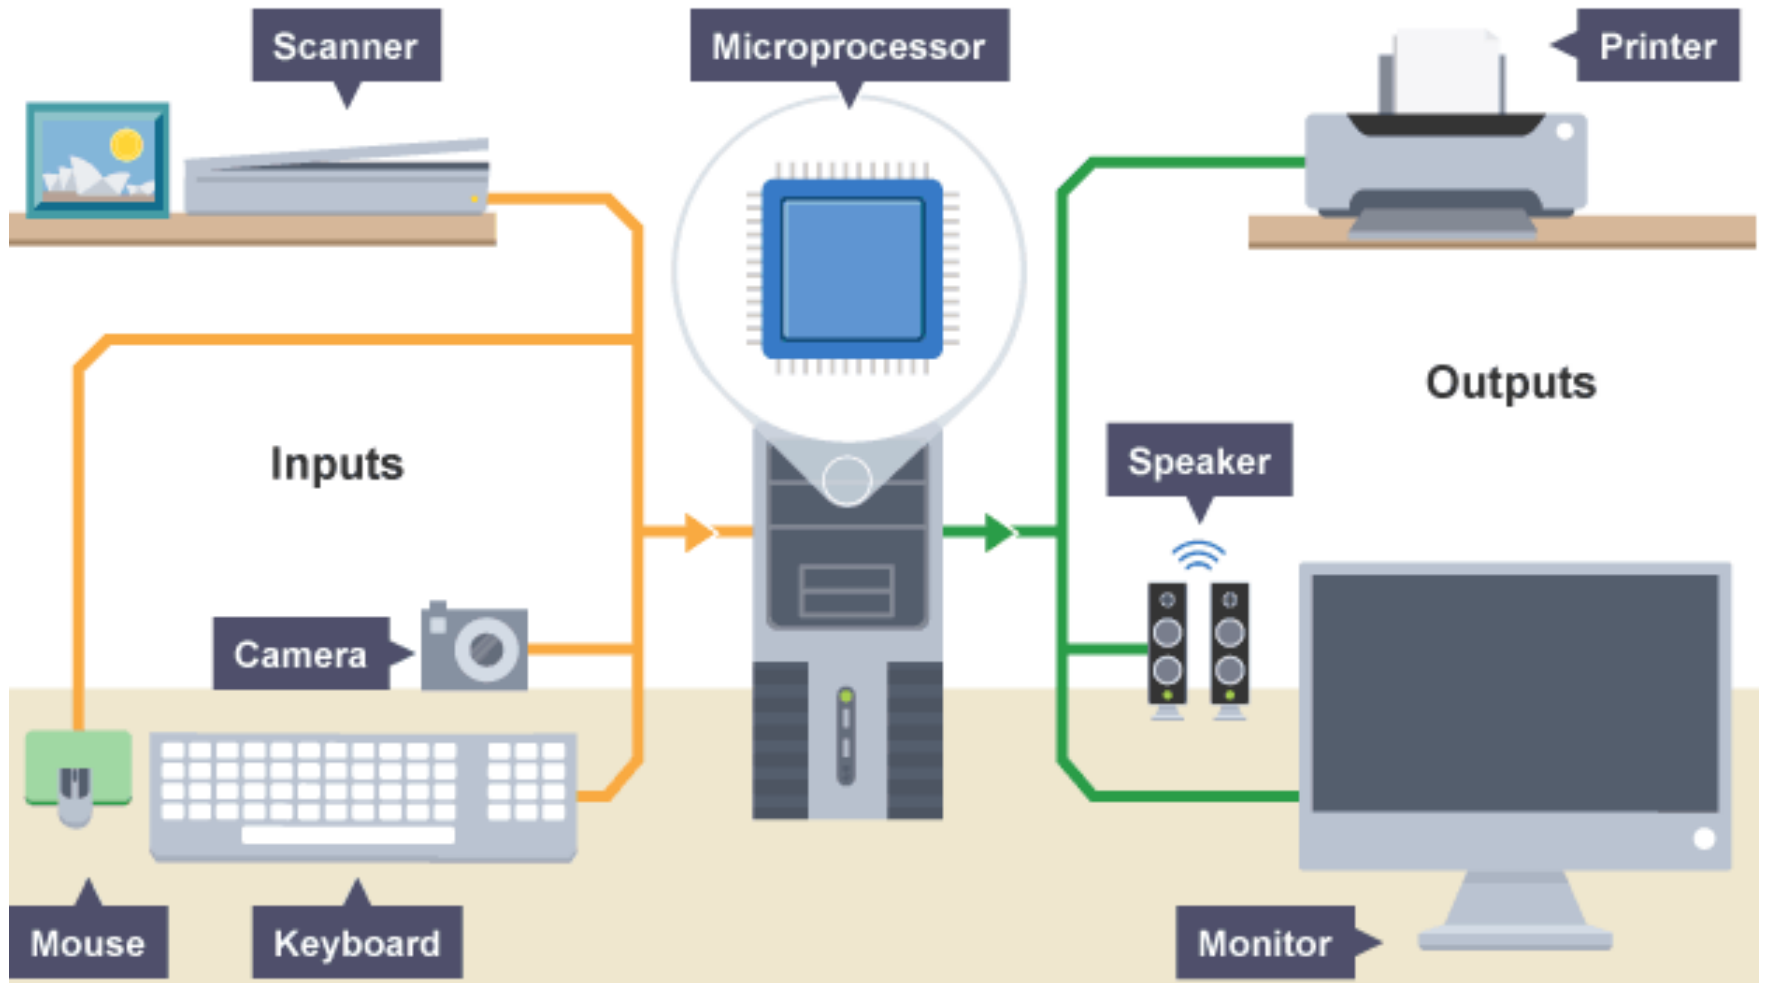 Scanner
Microprocessor
Printer
Inputs
Outputs
Speaker
Camera
Mouse
Keyboard
Monitor